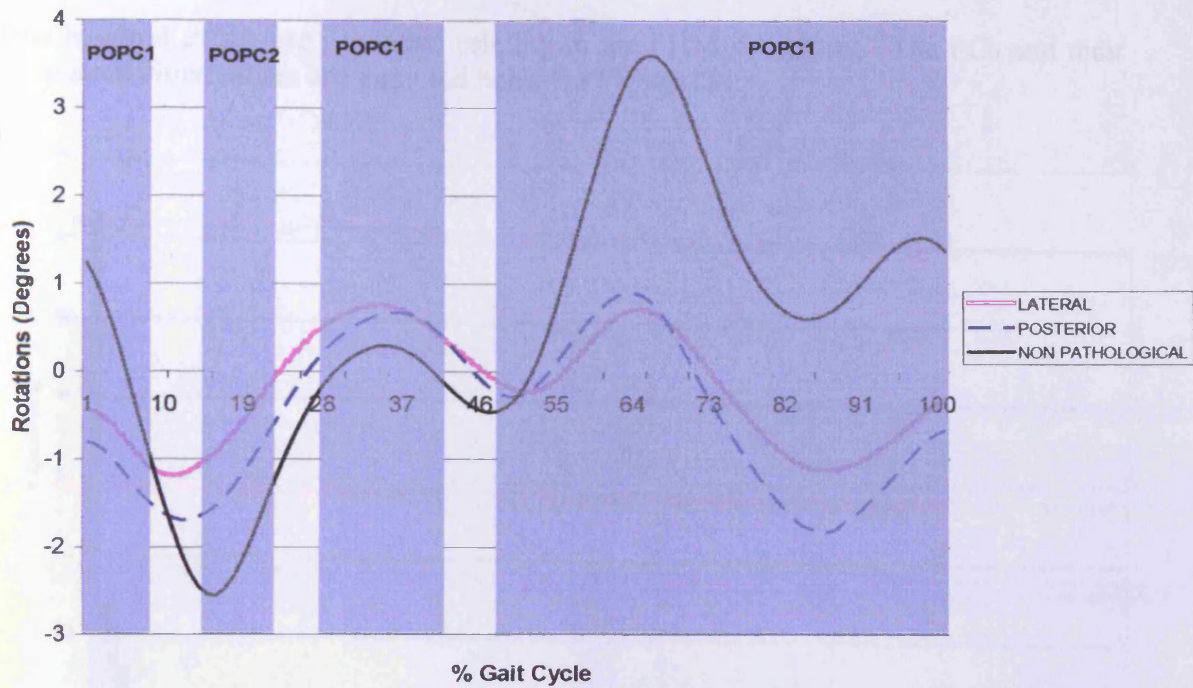 4
POPC1
POPC2
POPC1
POPC1
3
2
1
0
-1
-2
-3
Rotations (Degrees)
1 10 19 28 37 46 55 64 73 82 91 100
% Gait Cycle
LATERAL
POSTERIOR
NON PATHOLOGICAL